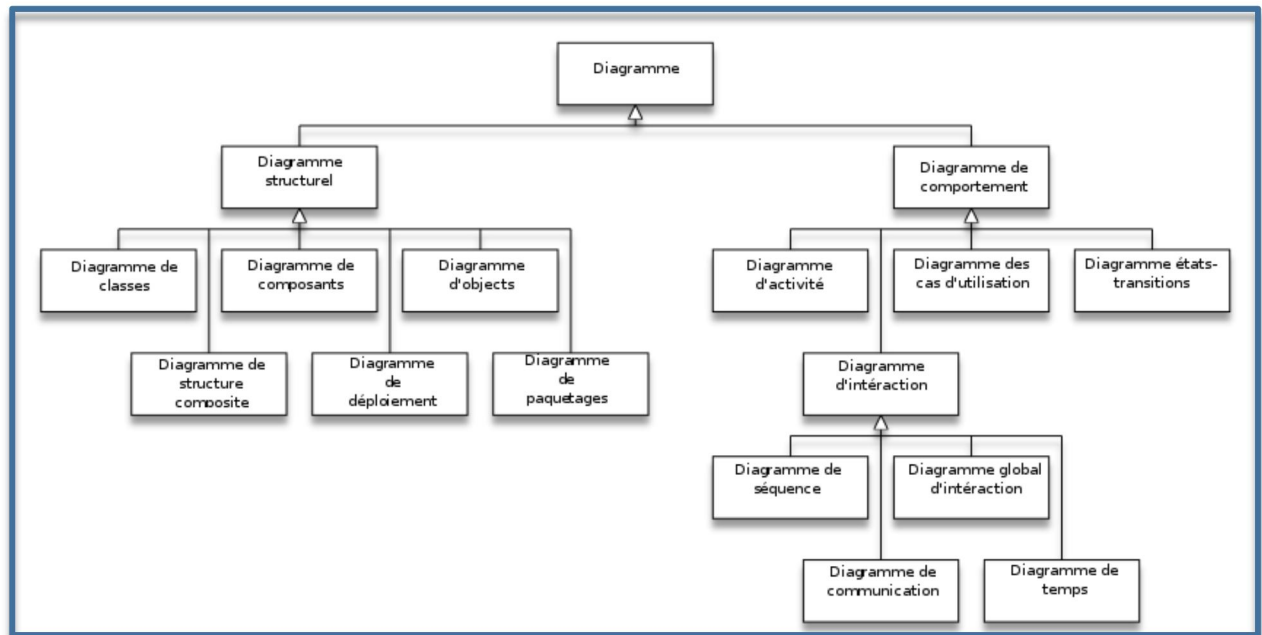 Diagramme
Diagramme
structurel
Diagramme de
comportement
Diagramme de
classes
Diagramme de
composants
Diagramme
d'objects
Diagramme
d'activité
Diagramme des
cas d'utilisation
Diagramme états-
transitions
Diagramme de
structure
composite
Diagramme
de
déploiement
Diagramme
de
paquetages
Diagramme
d'intéraction
Diagramme de
séquence
Diagramme global
d'intéraction
Diagramme de
communication
Diagramme de
temps